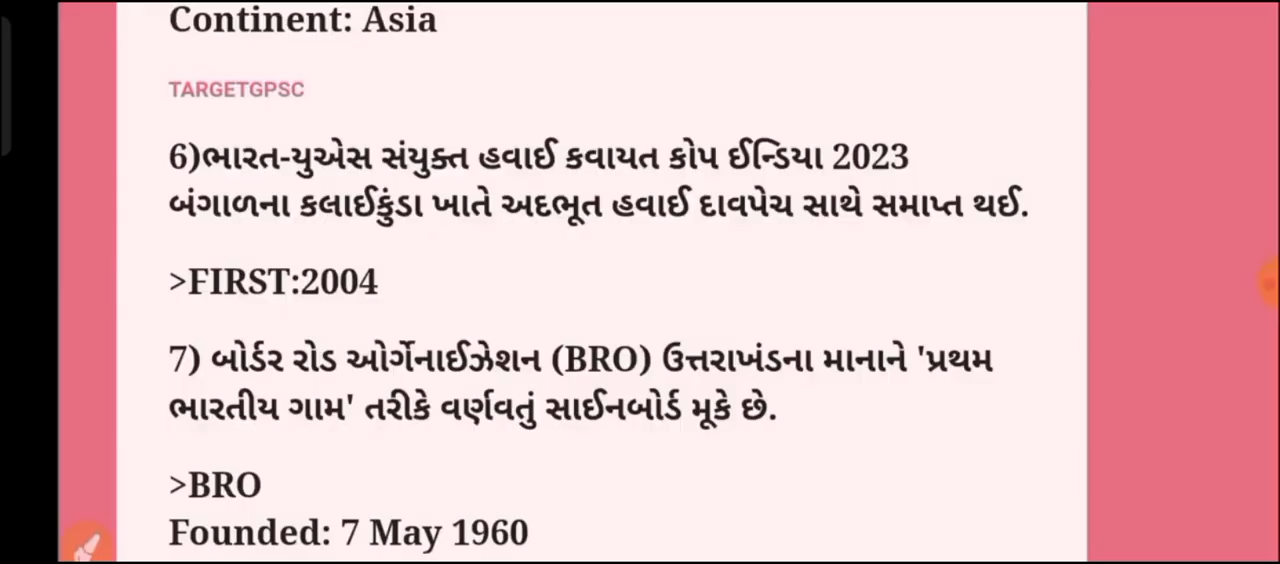 Continent: Asia
TARGETGPSC
6)ભારત-યુએસ સંયુક્ત હવાઈ કવાયત કોપ ઈન્ડિયા 2023
બંગાળના કલાઈકુંડા ખાતે અદભૂત હવાઈ દાવપેચ સાથે સમાપ્ત થઈ.
>FIRST:2004
7) બોર્ડર રોડ ઓર્ગેનાઈઝેશન (BRO) ઉત્તરાખંડના માનાને 'પ્રથમ
ભારતીય ગામ' તરીકે વર્ણવતું સાઈનબોર્ડ મૂકે છે.
>BRO
Founded: 7 May 1960